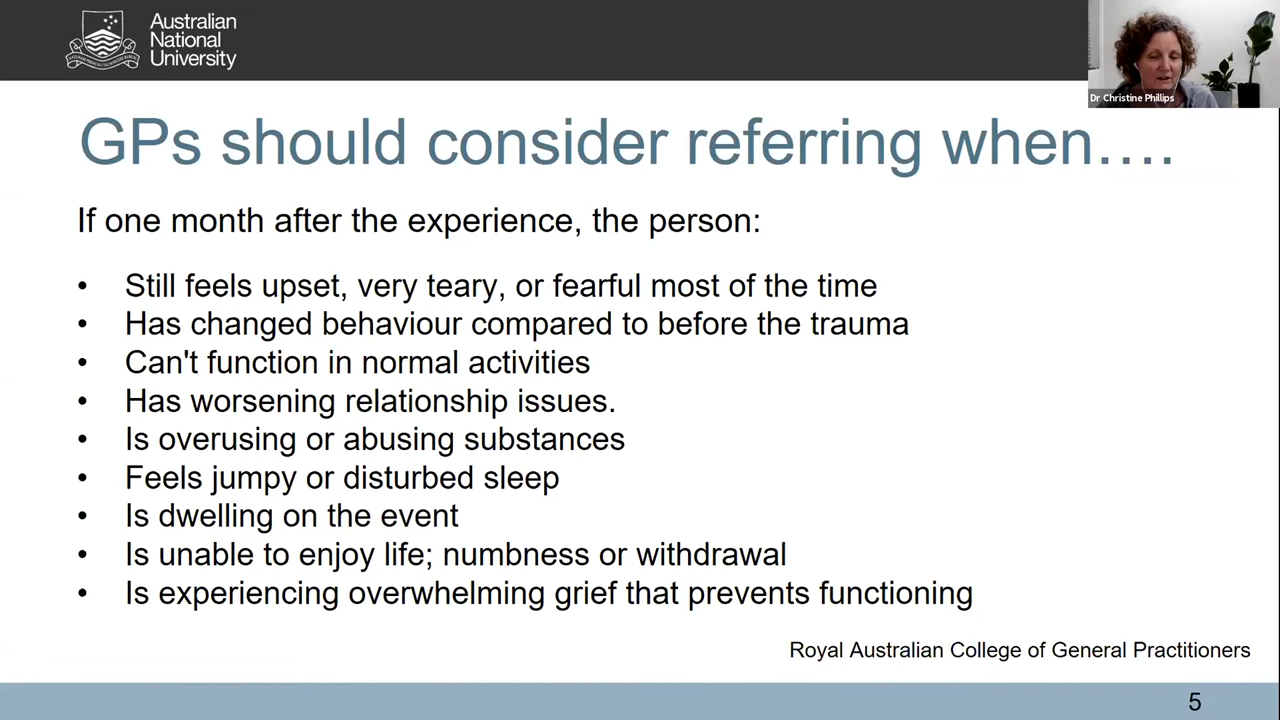 Australian
National
University
Dr Christine Phillips
GPs should consider referring when….
If one month after the experience, the person:
• Still feels upset, very teary, or fearful most of the time
• Has changed behaviour compared to before the trauma
• Can't function in normal activities
• Has worsening relationship issues.
• Is overusing or abusing substances
• Feels jumpy or disturbed sleep
• Is dwelling on the event
• Is unable to enjoy life; numbness or withdrawal
• Is experiencing overwhelming grief that prevents functioning
Royal Australian College of General Practitioners
5